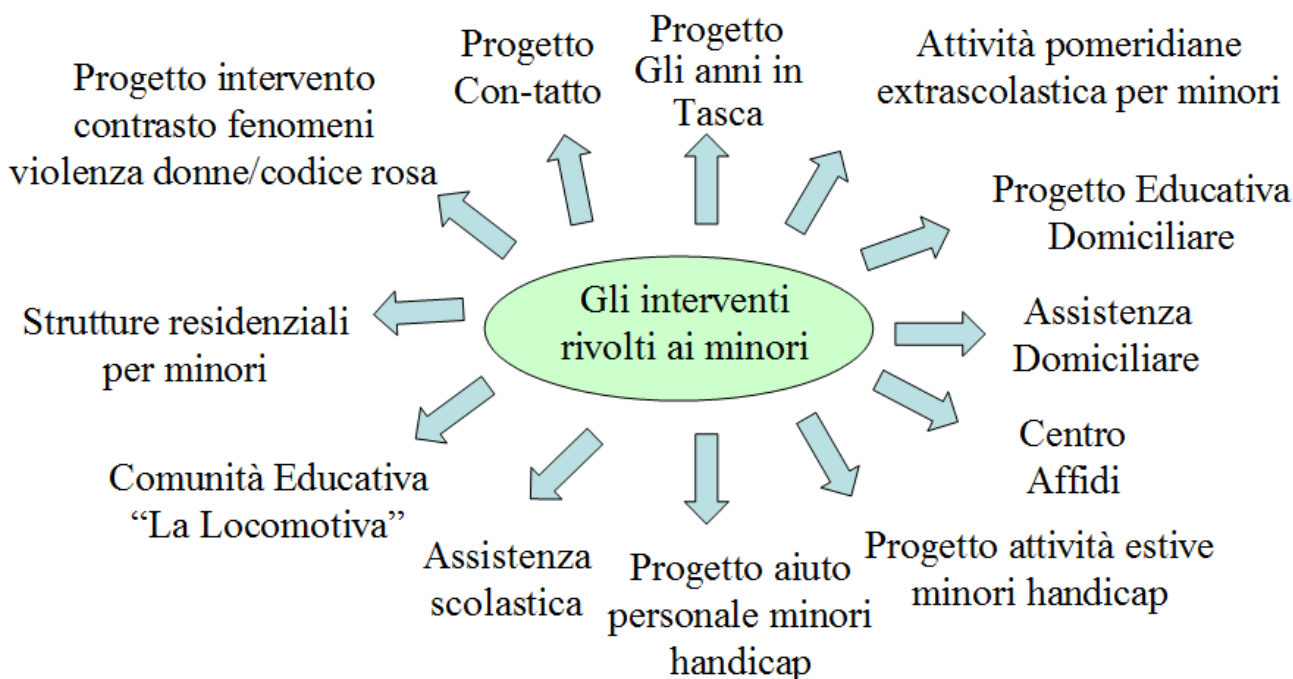 Progetto
Con-tatto
Progetto
Gli anni in
Tasca
Attività pomeridiane
extrascolastica per minori
Progetto intervento
contrasto fenomeni
violenza donne/codice rosa
Progetto Educativa
Domiciliare
Gli interventi
rivolti ai minori
Strutture residenziali
per minori
Assistenza
Domiciliare
Centro
Affidi
Comunità Educativa
“La Locomotiva”
Assistenza
scolastica
Progetto aiuto
personale minori
handicap
Progetto attività estive
minori handicap